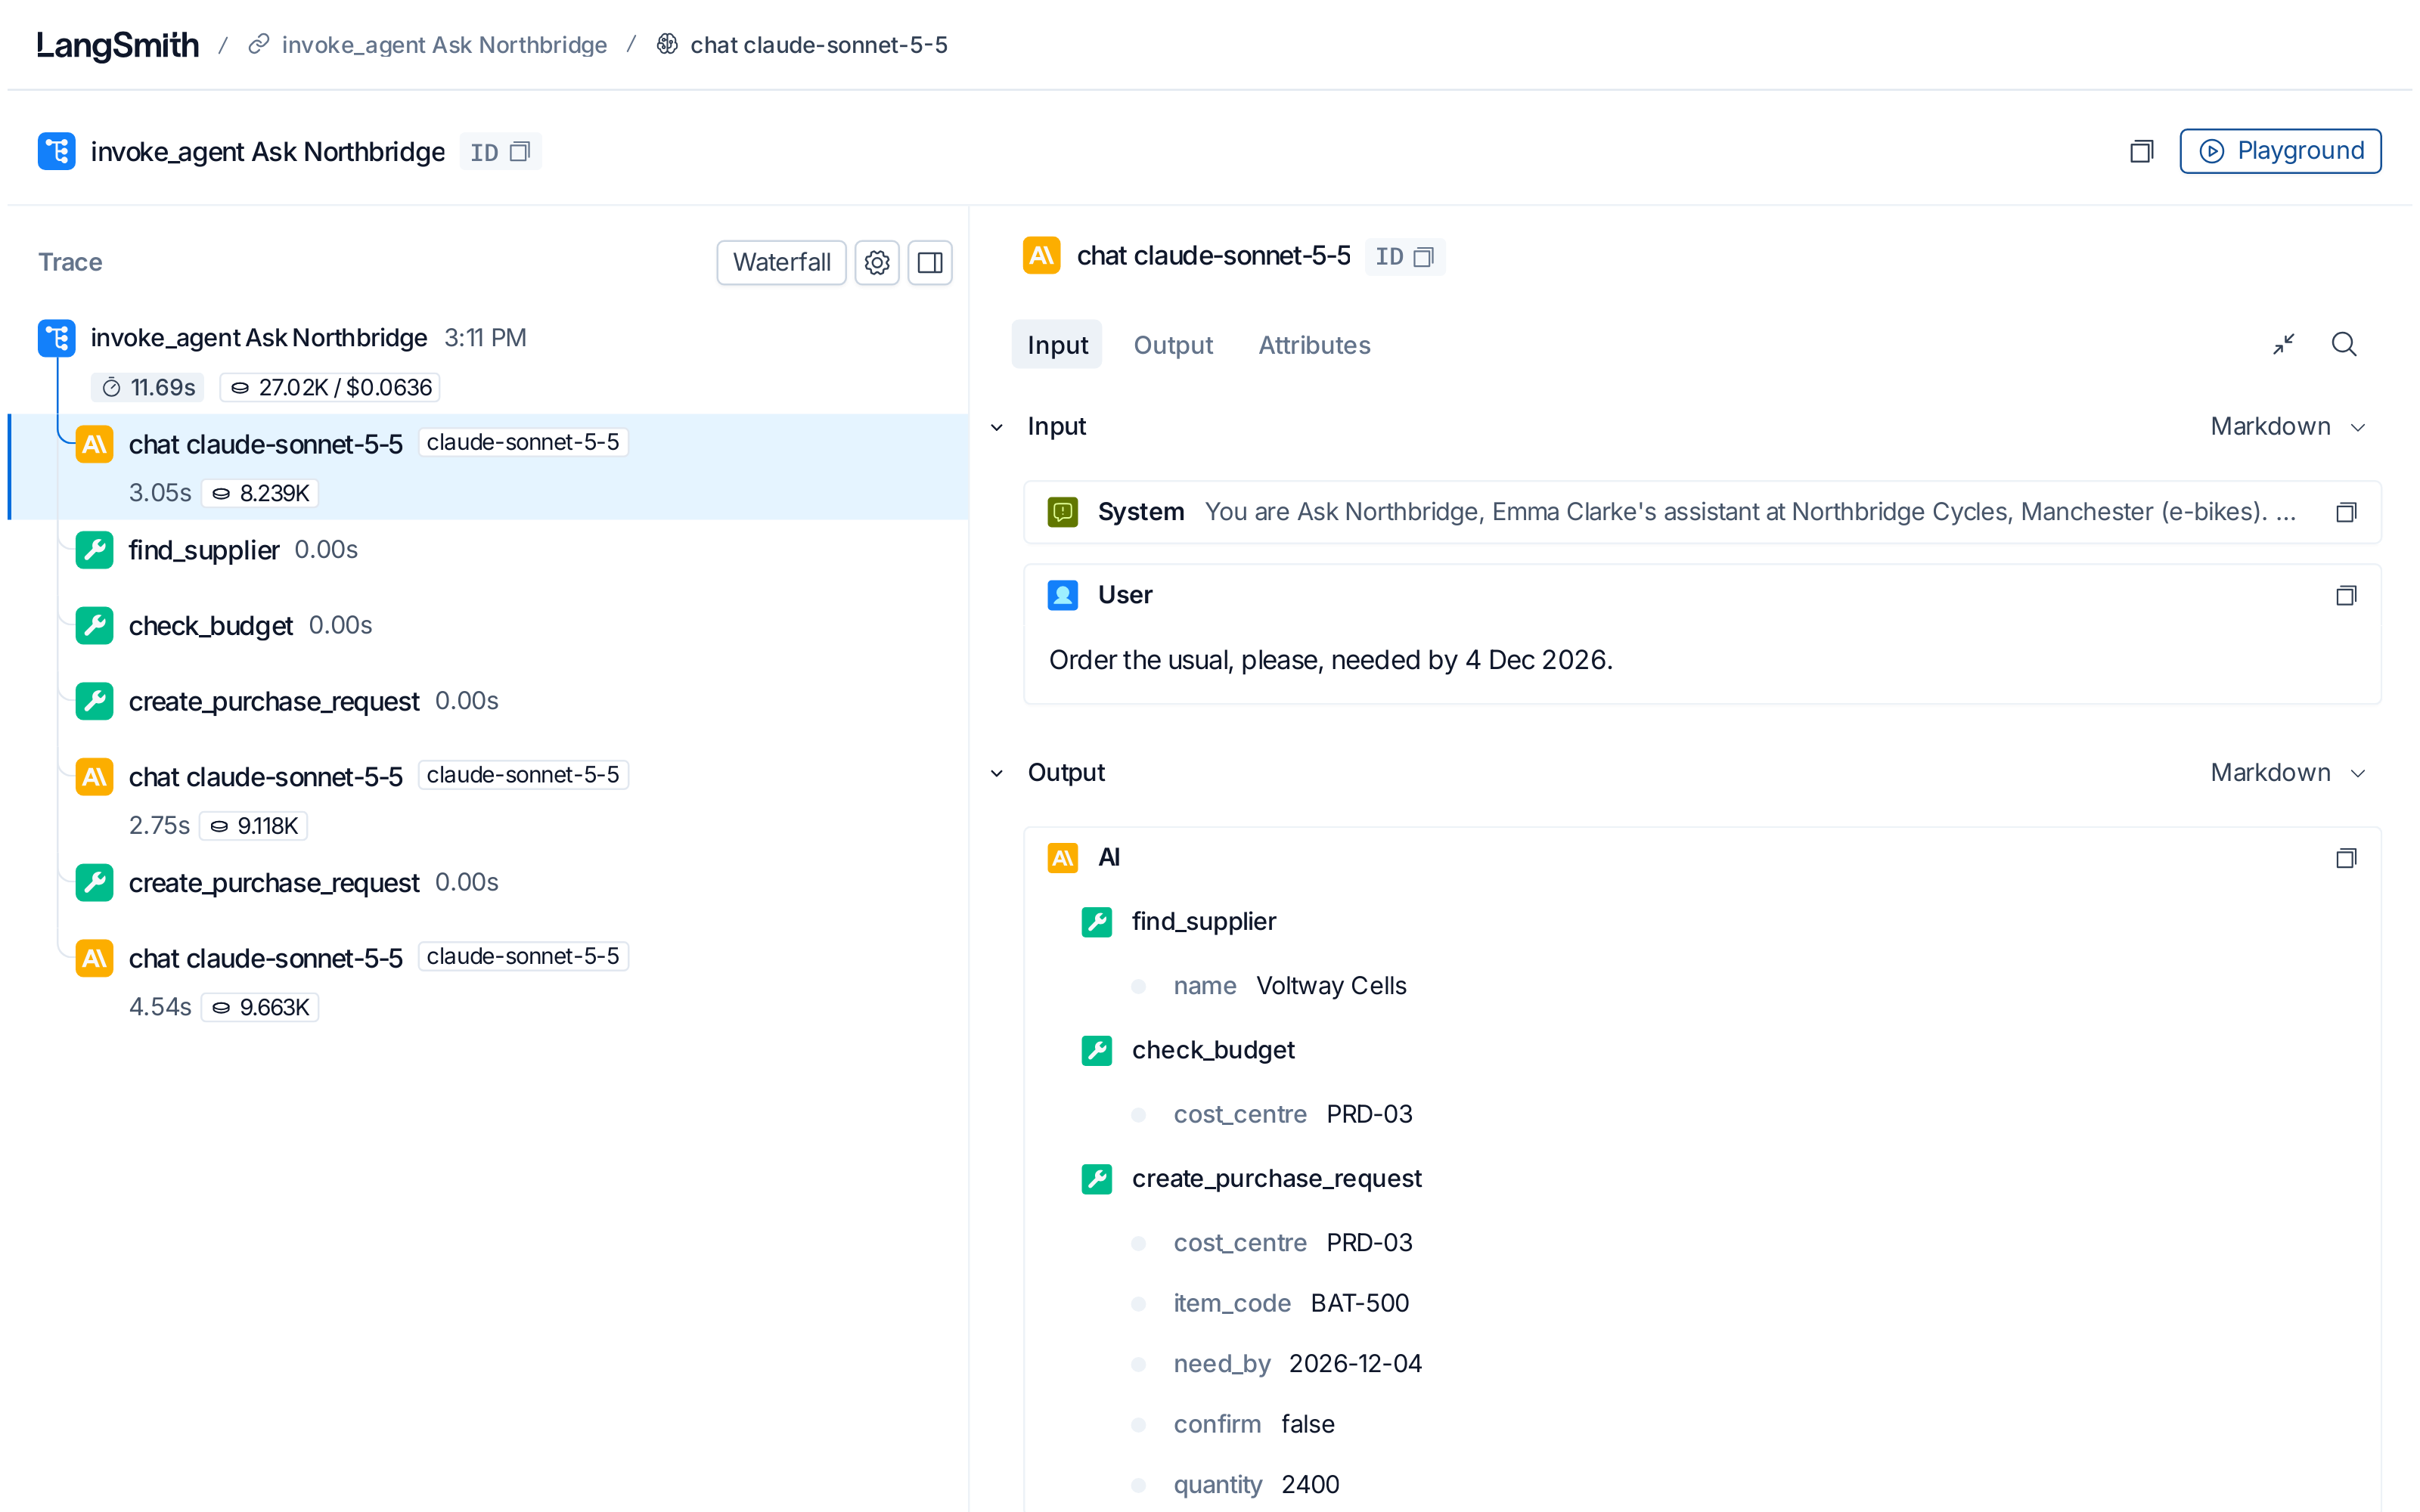 LangSmith / invoke_agent Ask Northbridge / chat claude-sonnet-5-5
invoke_agent Ask Northbridge ID
Playground
Trace
Waterfall
invoke_agent Ask Northbridge 3:11 PM
11.69s 27.02K / $0.0636
chat claude-sonnet-5-5 claude-sonnet-5-5
3.05s 8.239K
find_supplier 0.00s
check_budget 0.00s
create_purchase_request 0.00s
chat claude-sonnet-5-5 claude-sonnet-5-5
2.75s 9.118K
create_purchase_request 0.00s
chat claude-sonnet-5-5 claude-sonnet-5-5
4.54s 9.663K
chat claude-sonnet-5-5 ID
Input Output Attributes
Input Markdown
System You are Ask Northbridge, Emma Clarke's assistant at Northbridge Cycles, Manchester (e-bikes). ...
User
Order the usual, please, needed by 4 Dec 2026.
Output Markdown
AI
find_supplier
name Voltway Cells
check_budget
cost_centre PRD-03
create_purchase_request
cost_centre PRD-03
item_code BAT-500
need_by 2026-12-04
confirm false
quantity 2400